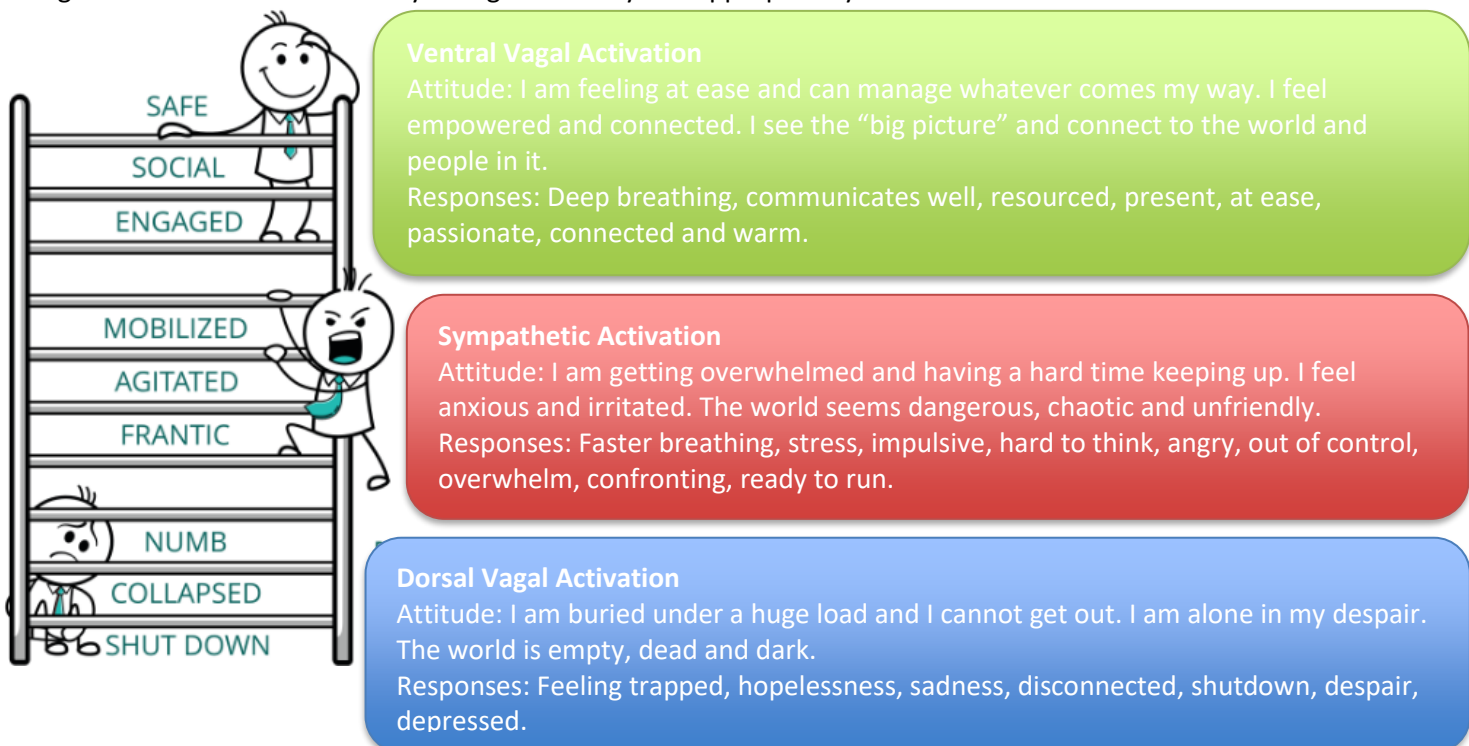 SAFE
SOCIAL
ENGAGED
MOBILIZED
AGITATED
FRANTIC
NUMB
COLLAPSED
SHUT DOWN
Ventral Vagal Activation
Attitude: I am feeling at ease and can manage whatever comes my way. I feel
empowered and connected. I see the “big picture” and connect to the world and
people in it.
Responses: Deep breathing, communicates well, resourced, present, at ease,
passionate, connected and warm.
Sympathetic Activation
Attitude: I am getting overwhelmed and having a hard time keeping up. I feel
anxious and irritated. The world seems dangerous, chaotic and unfriendly.
Responses: Faster breathing, stress, impulsive, hard to think, angry, out of control,
overwhelm, confronting, ready to run.
Dorsal Vagal Activation
Attitude: I am buried under a huge load and I cannot get out. I am alone in my despair.
The world is empty, dead and dark.
Responses: Feeling trapped, hopelessness, sadness, disconnected, shutdown, despair,
depressed.